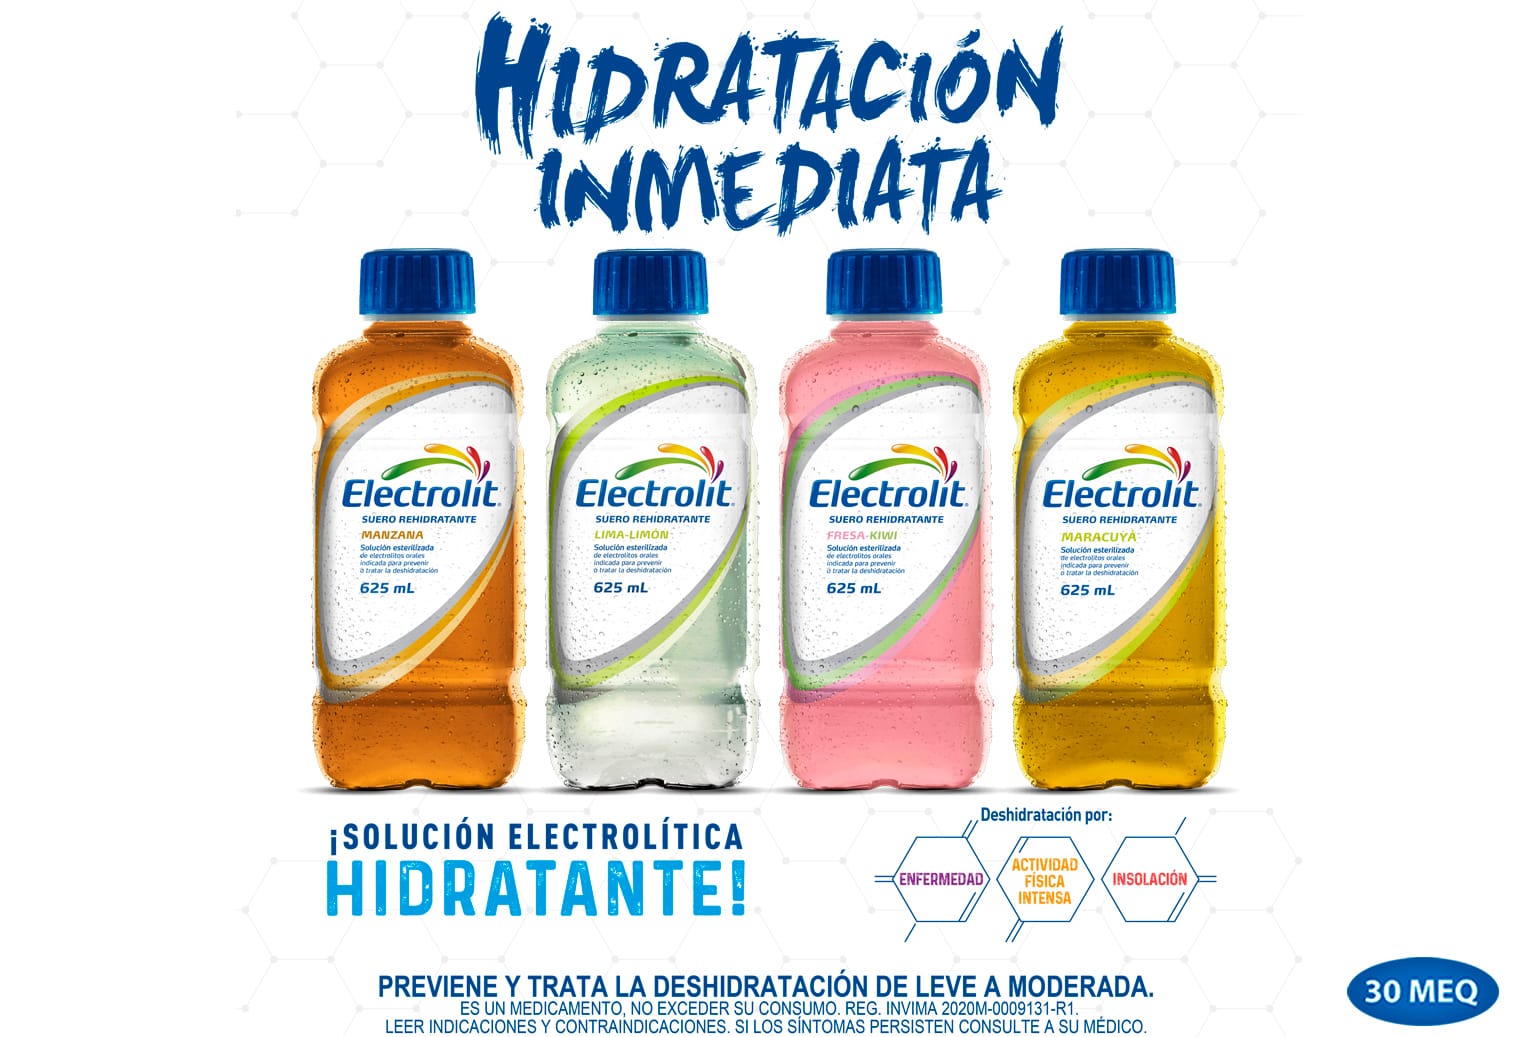 HIDRATACIÓN
INMEDIATA
Electrolit
SUERO REHIDRATANTE
MANZANA
Solución esterilizada
de electrolitos orales
indicada para prevenir
o tratar la deshidratación
625 mL
Electrolit
SUERO REHIDRATANTE
LIMA-LIMÓN
Solución esterilizada
de electrolitos orales
indicada para prevenir
o tratar la deshidratación
625 mL
Electrolit
SUERO REHIDRATANTE
FRESA-KIWI
Solución esterilizada
de electrolitos orales
indicada para prevenir
o tratar la deshidratación
625 mL
Electrolit
SUERO REHIDRATANTE
MARACUYÁ
Solución esterilizada
de electrolitos orales
indicada para prevenir
o tratar la deshidratación
625 mL
¡SOLUCIÓN ELECTROLÍTICA
HIDRATANTE!
Deshidratación por:
ENFERMEDAD
ACTIVIDAD
FÍSICA
INTENSA
INSOLACIÓN
PREVIENE Y TRATA LA DESHIDRATACIÓN DE LEVE A MODERADA.
ES UN MEDICAMENTO, NO EXCEDER SU CONSUMO. REG. INVIMA 2020M-0009131-R1.
LEER INDICACIONES Y CONTRAINDICACIONES. SI LOS SÍNTOMAS PERSISTEN CONSULTE A SU MÉDICO.
30 MEQ